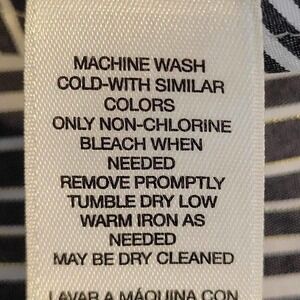 MACHINE WASH
COLD-WITH SIMILAR
COLORS
ONLY NON-CHLORINE
BLEACH WHEN
NEEDED
REMOVE PROMPTLY
TUMBLE DRY LOW
WARM IRON AS
NEEDED
MAY BE DRY CLEANED
LAVAR A MÁQUINA CON